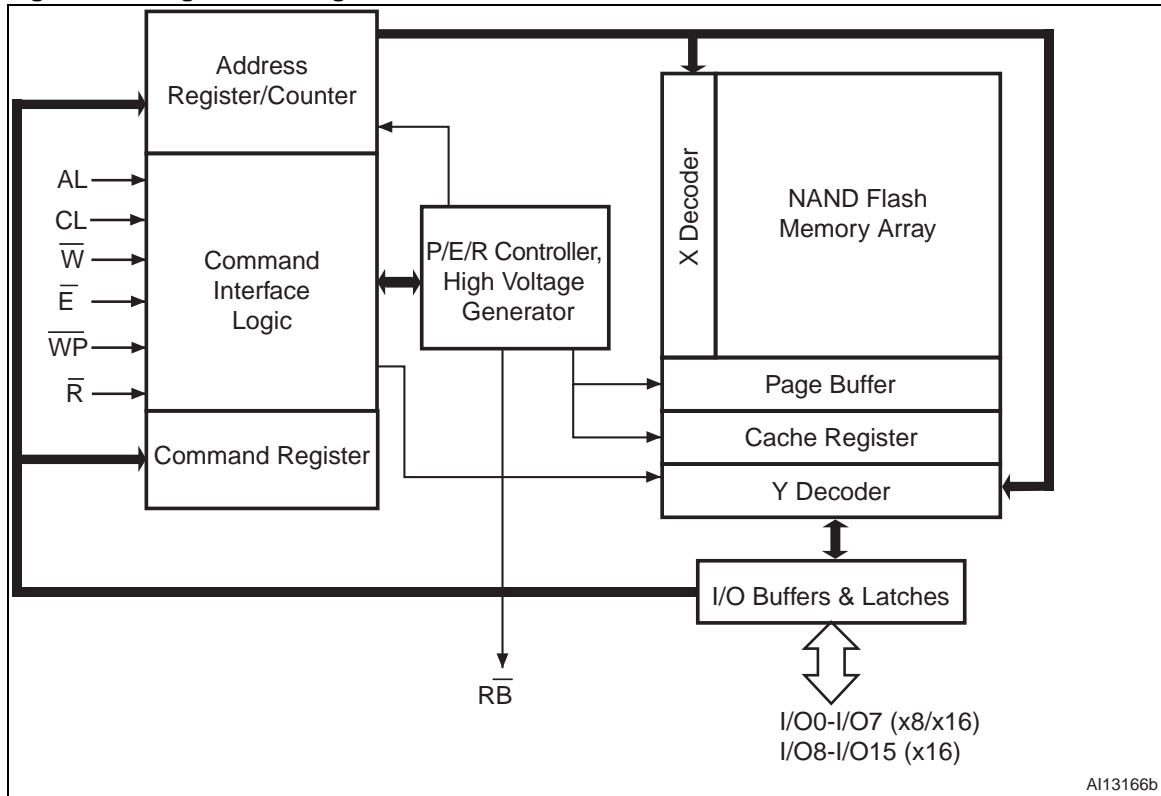 Address
Register/Counter
AL
CL
W̅
E̅
W̅P̅
R̅
Command
Interface
Logic
Command Register
P/E/R Controller,
High Voltage
Generator
X Decoder
NAND Flash
Memory Array
Page Buffer
Cache Register
Y Decoder
I/O Buffers & Latches
RB̅
I/O0-I/O7 (x8/x16)
I/O8-I/O15 (x16)
AI13166b